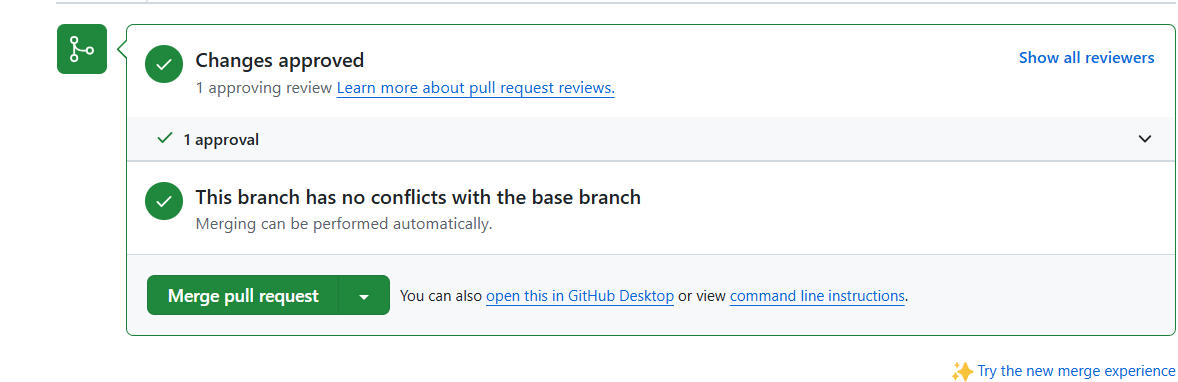 Changes approved
Show all reviewers
1 approving review Learn more about pull request reviews.
1 approval
This branch has no conflicts with the base branch
Merging can be performed automatically.
Merge pull request
You can also open this in GitHub Desktop or view command line instructions.
Try the new merge experience